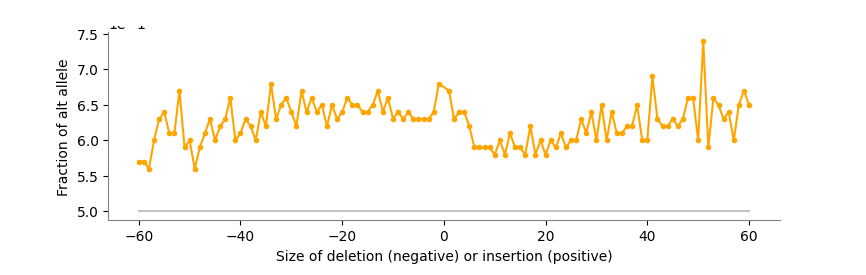 7.5
7.0
6.5
6.0
5.5
5.0
Fraction of alt allele
−60 −40 −20 0 20 40 60
Size of deletion (negative) or insertion (positive)